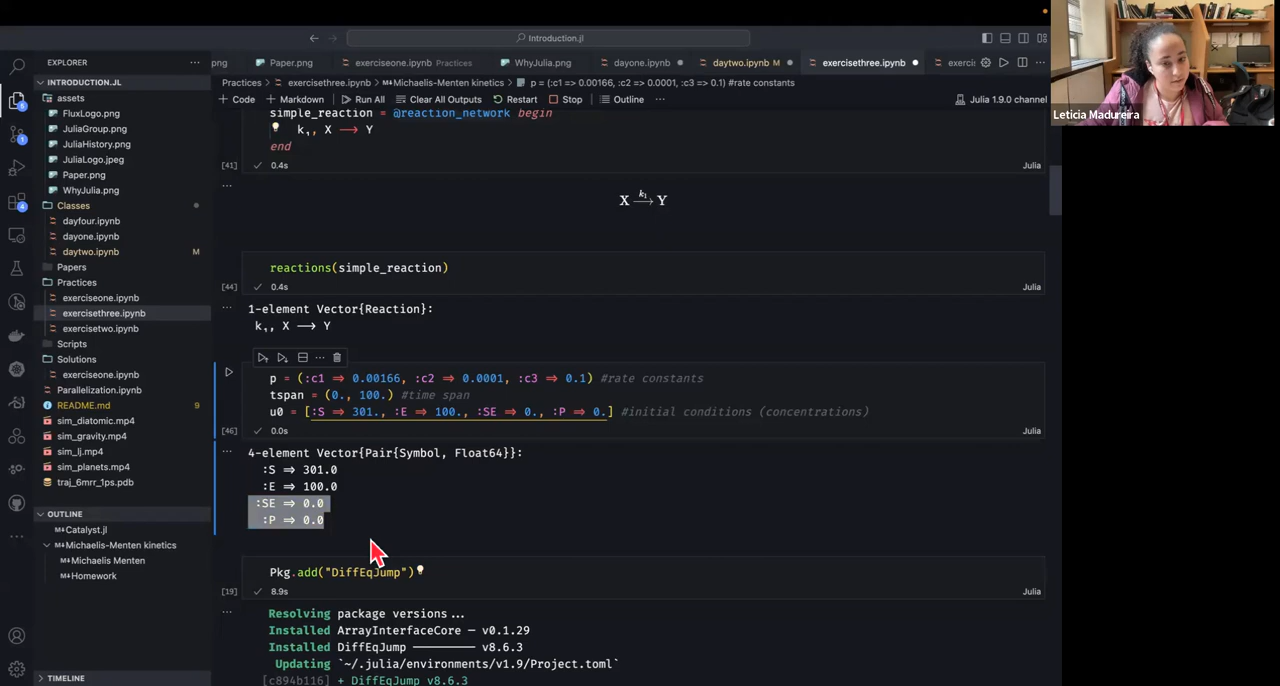 Introduction.jl
EXPLORER
png
Paper.png
exerciseone.ipynb Practices
WhyJulia.png
dayone.ipynb
daytwo.ipynb M
exercisethree.ipynb
exerci
Practices > exercisethree.ipynb > Michaelis-Menten kinetics > p = (:c1 => 0.00166, :c2 => 0.0001, :c3 => 0.1) #rate constants
+ Code + Markdown Run All Clear All Outputs Restart Stop Outline ...
Julia 1.9.0 channel
INTRODUCTION.JL
assets
FluxLogo.png
JuliaGroup.png
JuliaHistory.png
JuliaLogo.jpeg
Paper.png
WhyJulia.png
Classes
dayfour.ipynb
dayone.ipynb
daytwo.ipynb M
Papers
Practices
exerciseone.ipynb
exercisethree.ipynb
exercisetwo.ipynb
Scripts
Solutions
exerciseone.ipynb
Parallelization.ipynb
README.md 9
sim_diatomic.mp4
sim_gravity.mp4
sim_lj.mp4
sim_planets.mp4
traj_6mrr_1ps.pdb
OUTLINE
Catalyst.jl
Michaelis-Menten kinetics
Michaelis Menten
Homework
TIMELINE
5
4
simple_reaction = @reaction_network begin
k₁, X ⟶ Y
end
[41] 0.4s Julia
X k₁ ⟶ Y
reactions(simple_reaction)
[44] 0.4s Julia
1-element Vector{Reaction}:
k₁, X ⟶ Y
p = (:c1 => 0.00166, :c2 => 0.0001, :c3 => 0.1) #rate constants
tspan = (0., 100.) #time span
u0 = [:S => 301., :E => 100., :SE => 0., :P => 0.] #initial conditions (concentrations)
[46] 0.0s Julia
4-element Vector{Pair{Symbol, Float64}}:
:S => 301.0
:E => 100.0
:SE => 0.0
:P => 0.0
Pkg.add("DiffEqJump")
[19] 8.9s Julia
Resolving package versions...
Installed ArrayInterfaceCore ─ v0.1.29
Installed DiffEqJump ───────── v8.6.3
Updating `~/.julia/environments/v1.9/Project.toml`
[c894b116] + DiffEqJump v8.6.3
Leticia Madureira